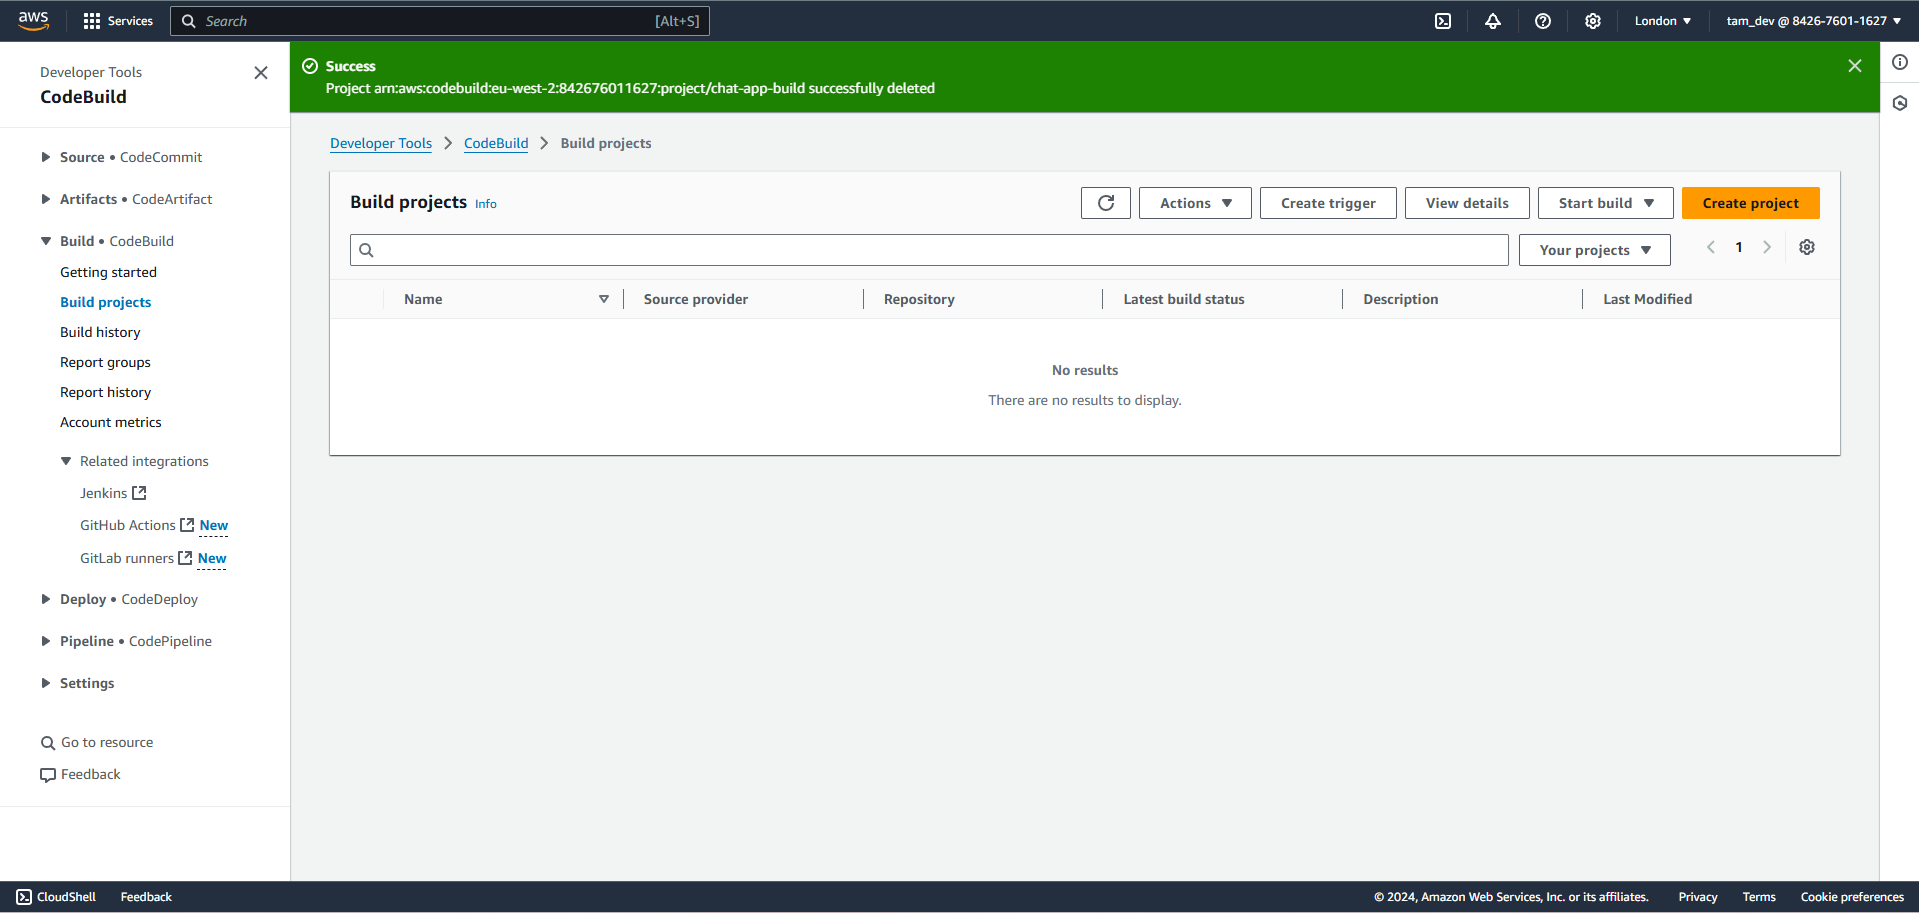 aws
Services
Search
[Alt+S]
London
tam_dev @ 8426-7601-1627
Developer Tools
CodeBuild
Success
Project arn:aws:codebuild:eu-west-2:842676011627:project/chat-app-build successfully deleted
Source • CodeCommit
Artifacts • CodeArtifact
Build • CodeBuild
Getting started
Build projects
Build history
Report groups
Report history
Account metrics
Related integrations
Jenkins
GitHub Actions New
GitLab runners New
Deploy • CodeDeploy
Pipeline • CodePipeline
Settings
Go to resource
Feedback
Developer Tools
CodeBuild
Build projects
Build projects Info
Actions
Create trigger
View details
Start build
Create project
Your projects
1
Name
Source provider
Repository
Latest build status
Description
Last Modified
No results
There are no results to display.
CloudShell
Feedback
© 2024, Amazon Web Services, Inc. or its affiliates.
Privacy
Terms
Cookie preferences